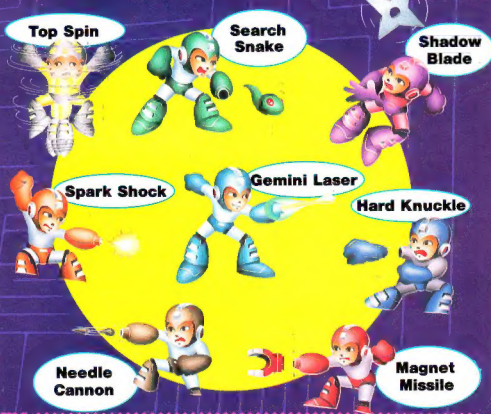 Top Spin
Search
Snake
Shadow
Blade
Spark Shock
Gemini Laser
Hard Knuckle
Needle
Cannon
Magnet
Missile